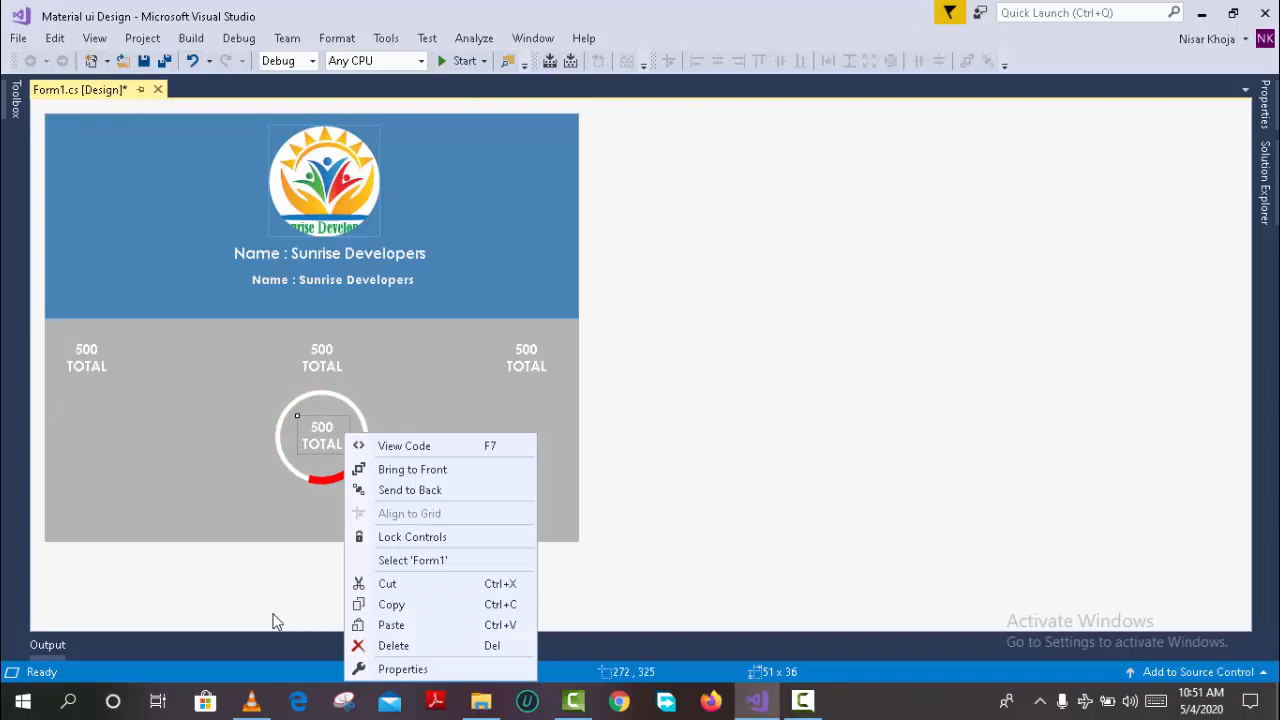 Material ui Design - Microsoft Visual Studio
Quick Launch (Ctrl+Q)
File Edit View Project Build Debug Team Format Tools Test Analyze Window Help
Nisar Khoja NK
Debug Any CPU Start
Form1.cs [Design]*
Toolbox
Properties
Solution Explorer
Name : Sunrise Developers
Name : Sunrise Developers
500 500 500
TOTAL TOTAL TOTAL
500
TOTAL
View Code F7
Bring to Front
Send to Back
Align to Grid
Lock Controls
Select 'Form1'
Cut Ctrl+X
Copy Ctrl+C
Paste Ctrl+V
Delete Del
Properties
Activate Windows
Go to Settings to activate Windows.
Output
Ready 272 , 325 51 x 36 Add to Source Control
10:51 AM
5/4/2020